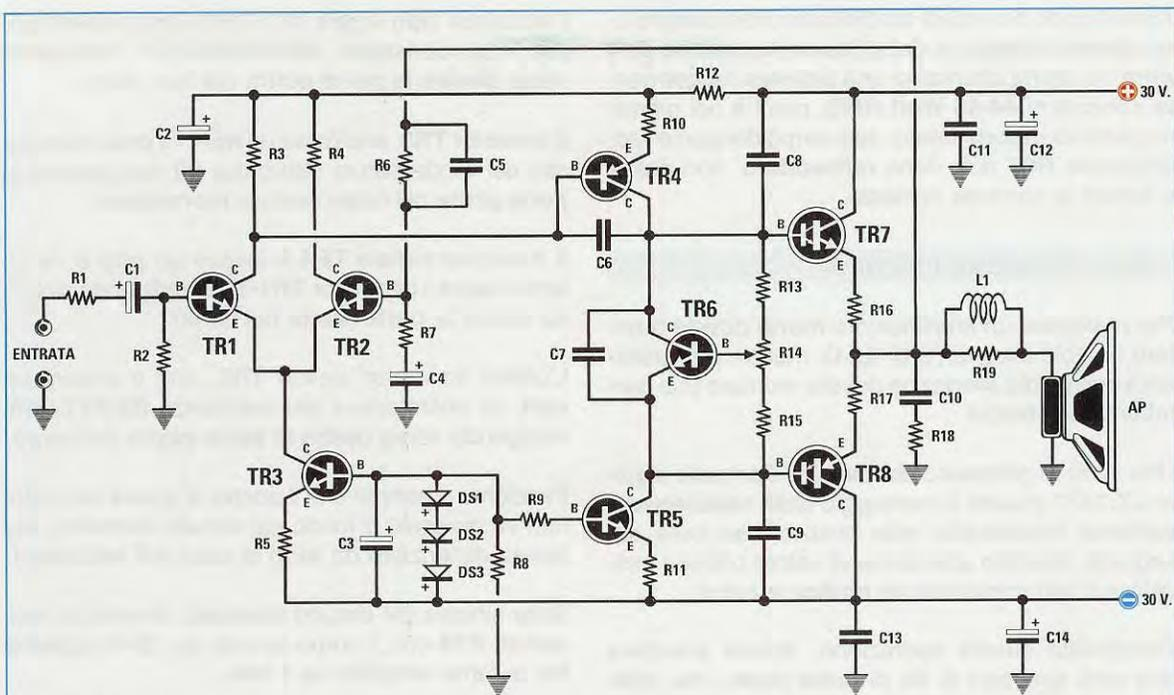 R12
+ 30 V.
C2
+
R3
R4
R6
C5
R10
E
B
TR4
C
C6
C8
C11
+
C12
C
B
TR7
E
R1
C1
+
B
C
E
TR1
C
B
E
TR2
R7
C4
+
R2
ENTRATA
TR6
C
B
E
C7
R13
R14
R15
R16
R17
L1
R19
AP
C10
R18
E
B
TR8
C
TR3
C
B
E
DS1
DS2
DS3
+
+
+
C3
+
R5
R9
R8
B
C
TR5
E
R11
C9
- 30 V.
C13
+
C14